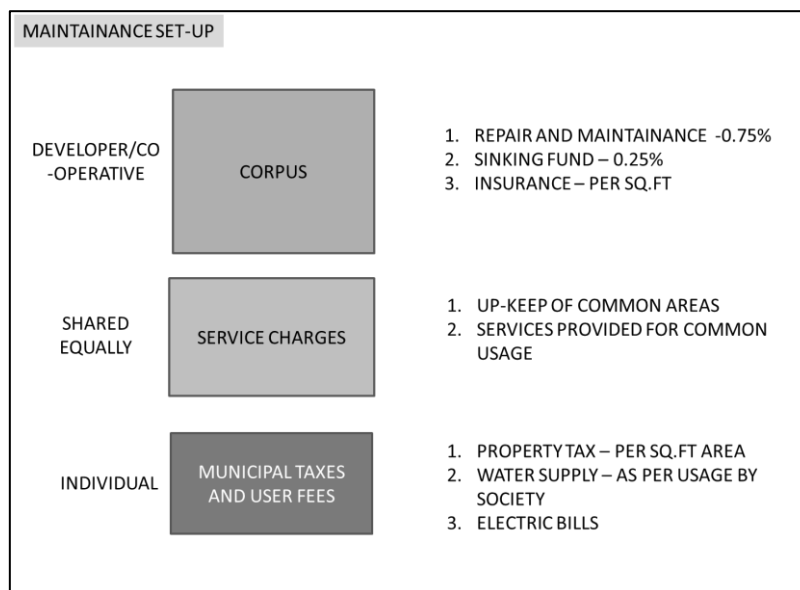 MAINTAINANCE SET-UP
DEVELOPER/CO
-OPERATIVE
CORPUS
1. REPAIR AND MAINTAINANCE -0.75%
2. SINKING FUND – 0.25%
3. INSURANCE – PER SQ.FT
SHARED
EQUALLY
SERVICE CHARGES
1. UP-KEEP OF COMMON AREAS
2. SERVICES PROVIDED FOR COMMON
USAGE
INDIVIDUAL
MUNICIPAL TAXES
AND USER FEES
1. PROPERTY TAX – PER SQ.FT AREA
2. WATER SUPPLY – AS PER USAGE BY
SOCIETY
3. ELECTRIC BILLS